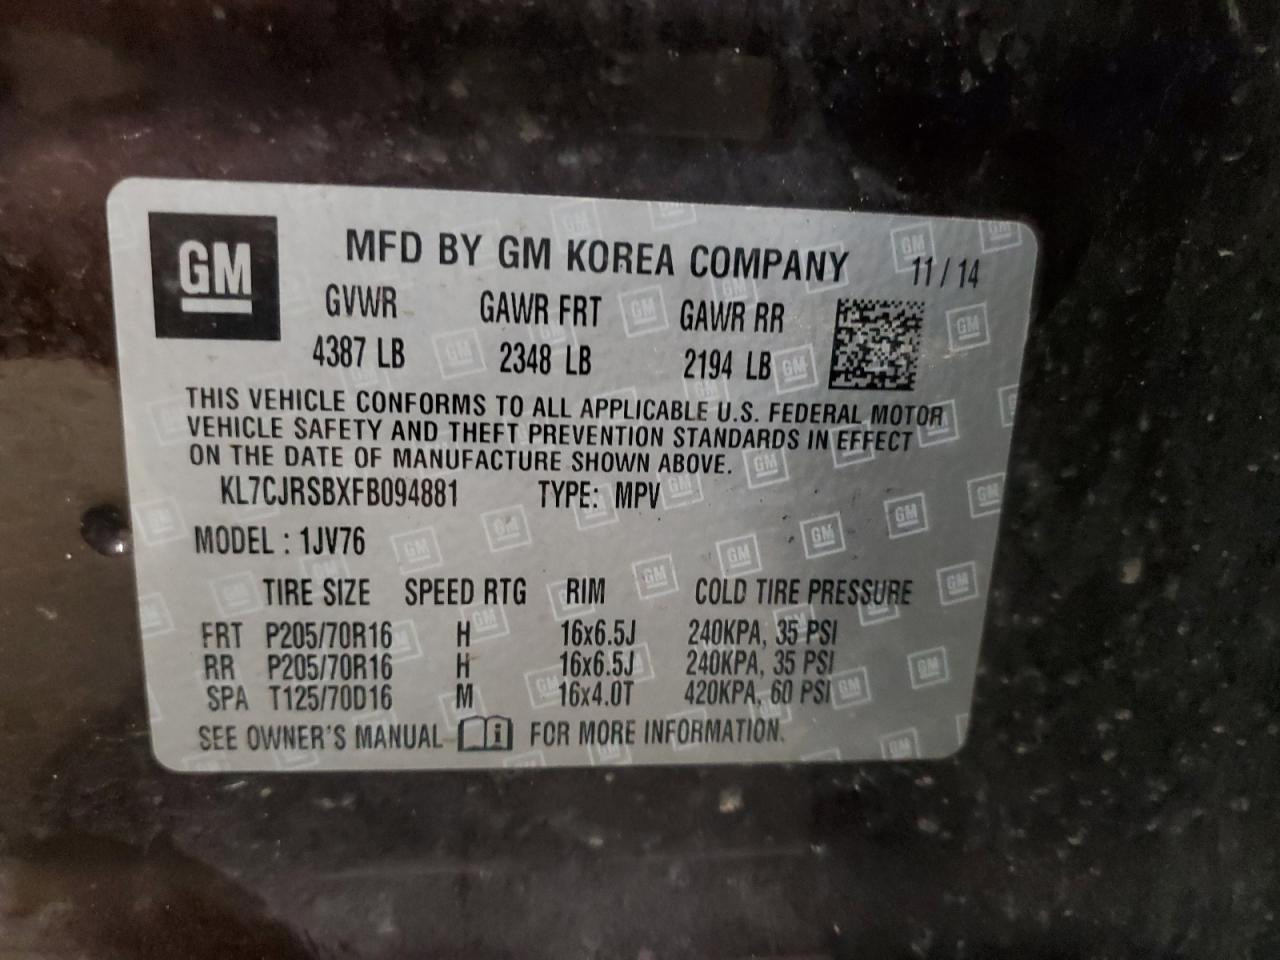 GM
MFD BY GM KOREA COMPANY 11/14
GVWR GAWR FRT GAWR RR
4387 LB 2348 LB 2194 LB
THIS VEHICLE CONFORMS TO ALL APPLICABLE U.S. FEDERAL MOTOR
VEHICLE SAFETY AND THEFT PREVENTION STANDARDS IN EFFECT
ON THE DATE OF MANUFACTURE SHOWN ABOVE.
KL7CJRSBXFB094881 TYPE: MPV
MODEL : 1JV76
TIRE SIZE SPEED RTG RIM COLD TIRE PRESSURE
FRT P205/70R16 H 16x6.5J 240KPA, 35 PSI
RR P205/70R16 H 16x6.5J 240KPA, 35 PSI
SPA T125/70D16 M 16x4.0T 420KPA, 60 PSI
SEE OWNER'S MANUAL i FOR MORE INFORMATION.